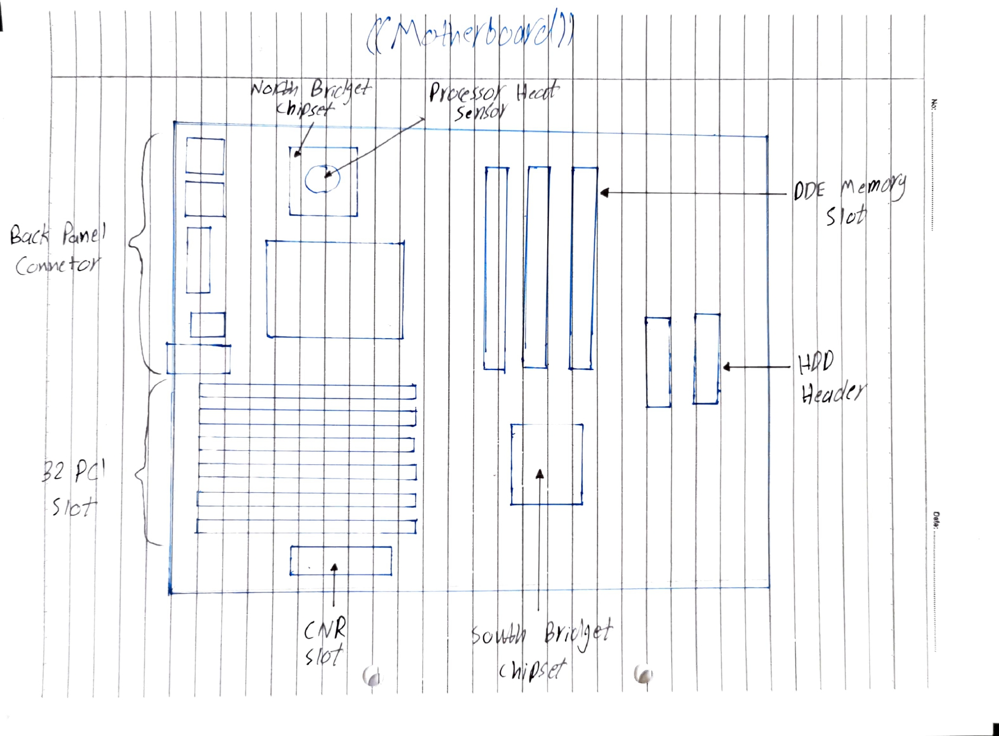 ((Motherboard))
North Bridget
chipset
Processor Heat
sensor
DDE Memory
Slot
Back Panel
Connetor
HDD
Header
32 PCI
Slot
CNR
slot
South Bridget
chipset
No:
Date: